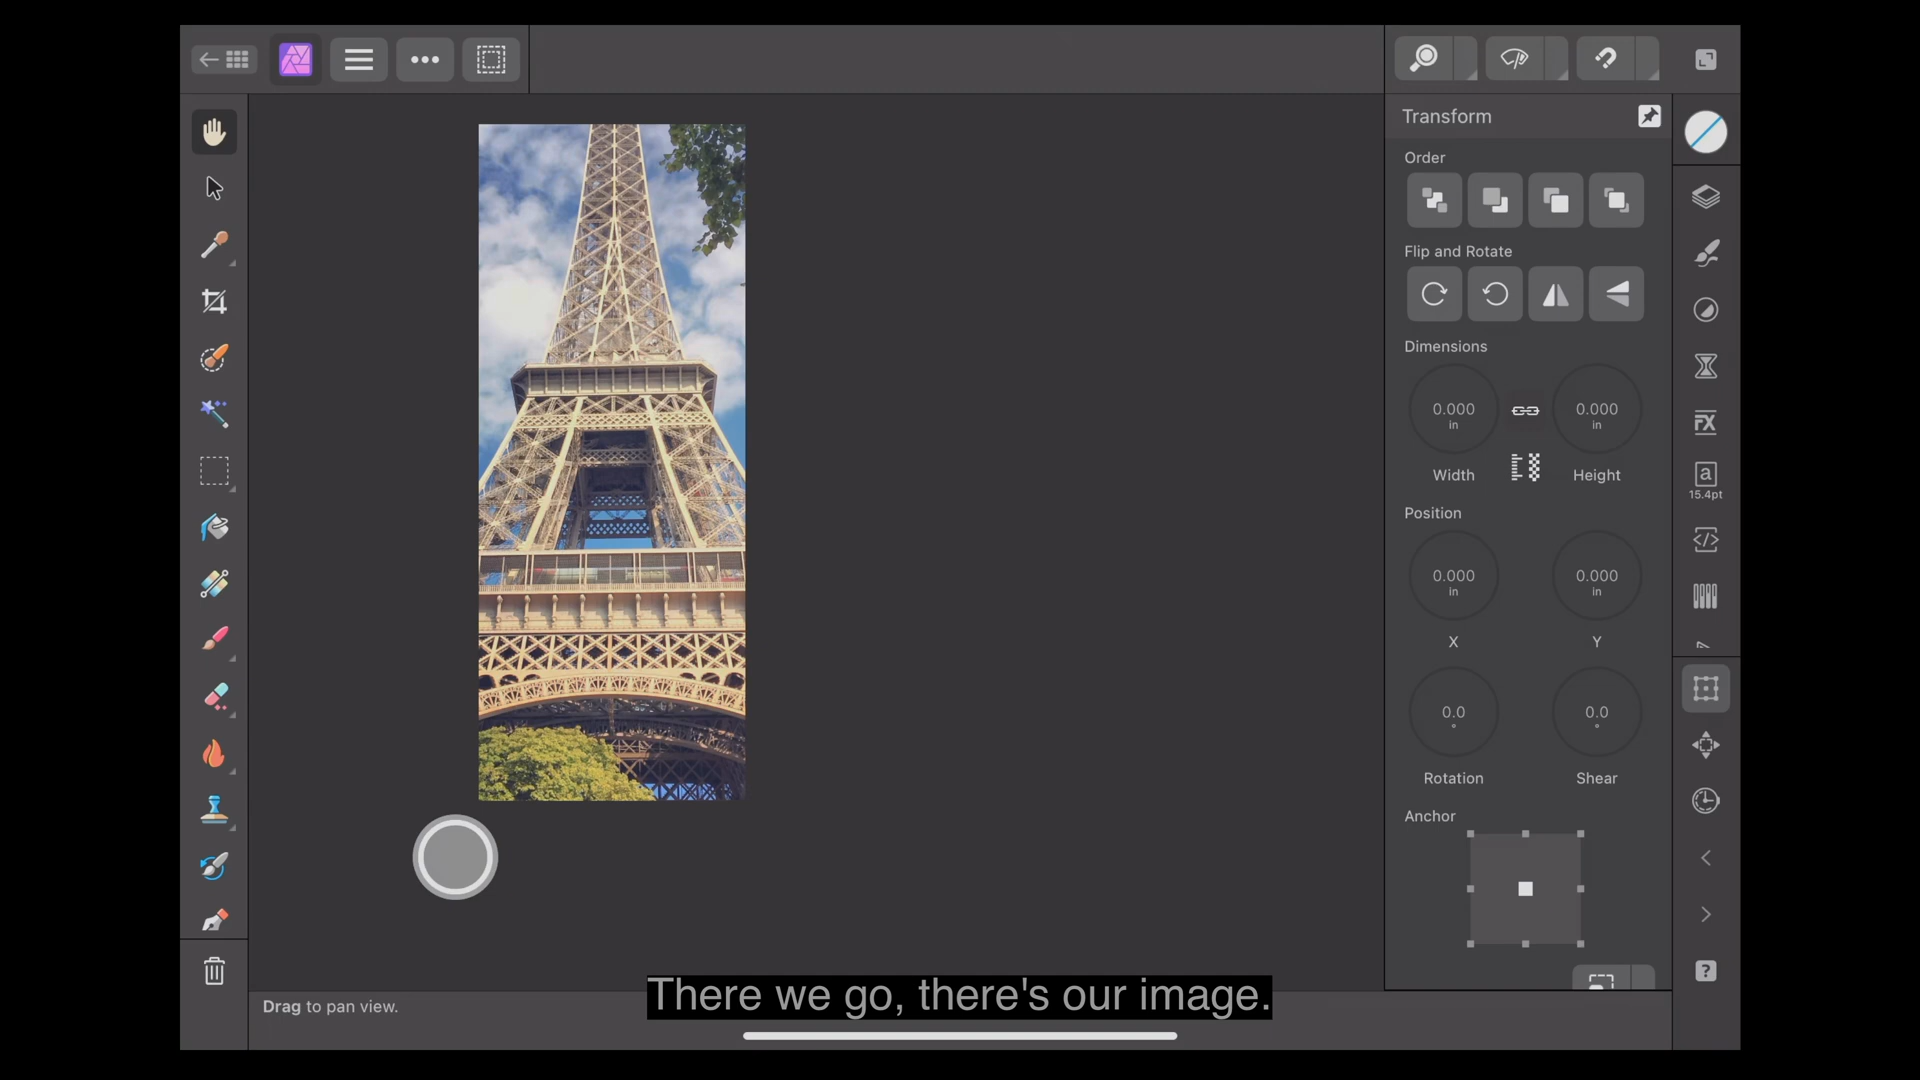 Transform
Order
Flip and Rotate
Dimensions
0.000
in
0.000
in
Width
Height
Position
0.000
in
0.000
in
X
Y
0.0
°
0.0
°
Rotation
Shear
Anchor
FX
a
15.4pt
?
Drag to pan view.
There we go, there's our image.